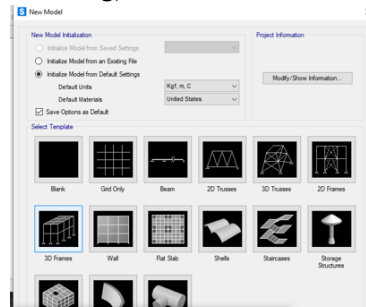 New Model
New Model Initialization
Project Information
Initialize Model from Saved Settings
Initialize Model from an Existing File
Initialize Model from Default Settings
Modify/Show Information...
Default Units
Kgf, m, C
Default Materials
United States
Save Options as Default
Select Template
Blank
Grid Only
Beam
2D Trusses
3D Trusses
2D Frames
3D Frames
Wall
Flat Slab
Shells
Staircases
Storage
Structures